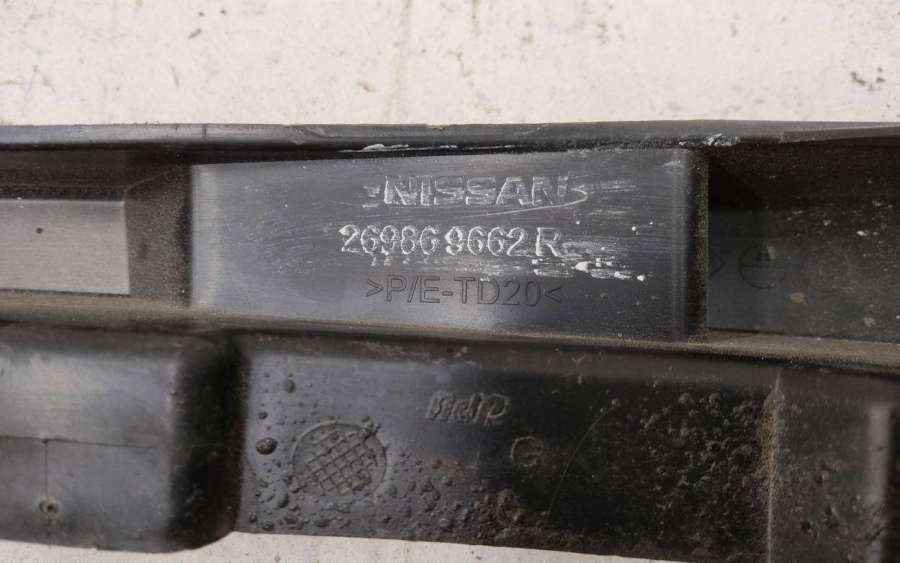 NISSAN
269869662R
>P/E-TD20<
G